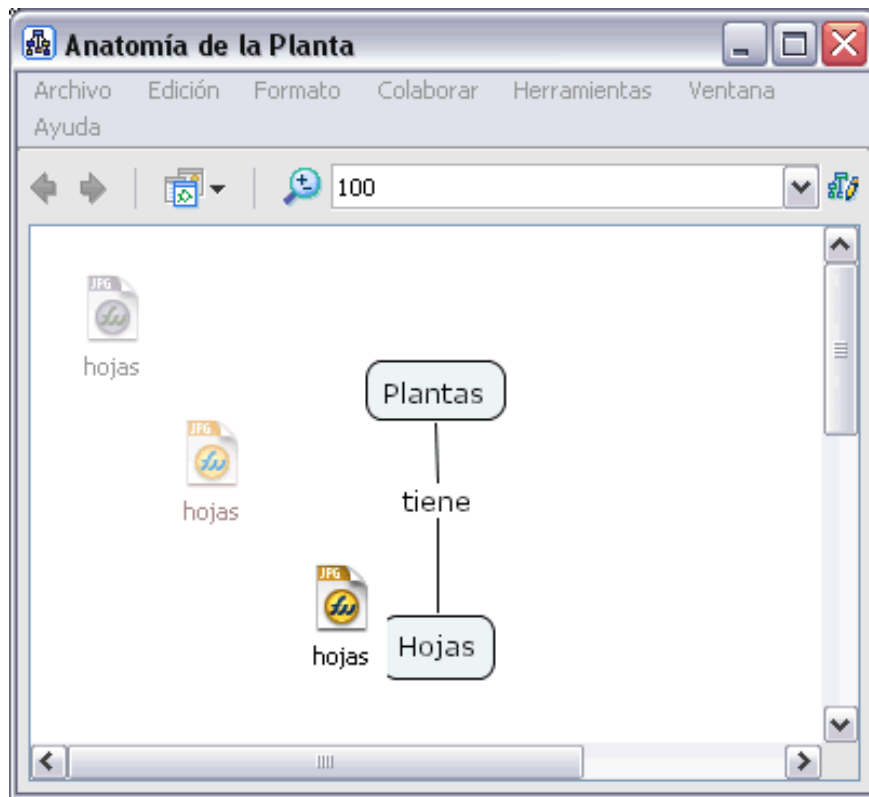 Anatomía de la Planta
Archivo Edición Formato Colaborar Herramientas Ventana
Ayuda
100
JPG
hojas
Plantas
JPG
hojas
tiene
JPG
hojas
Hojas